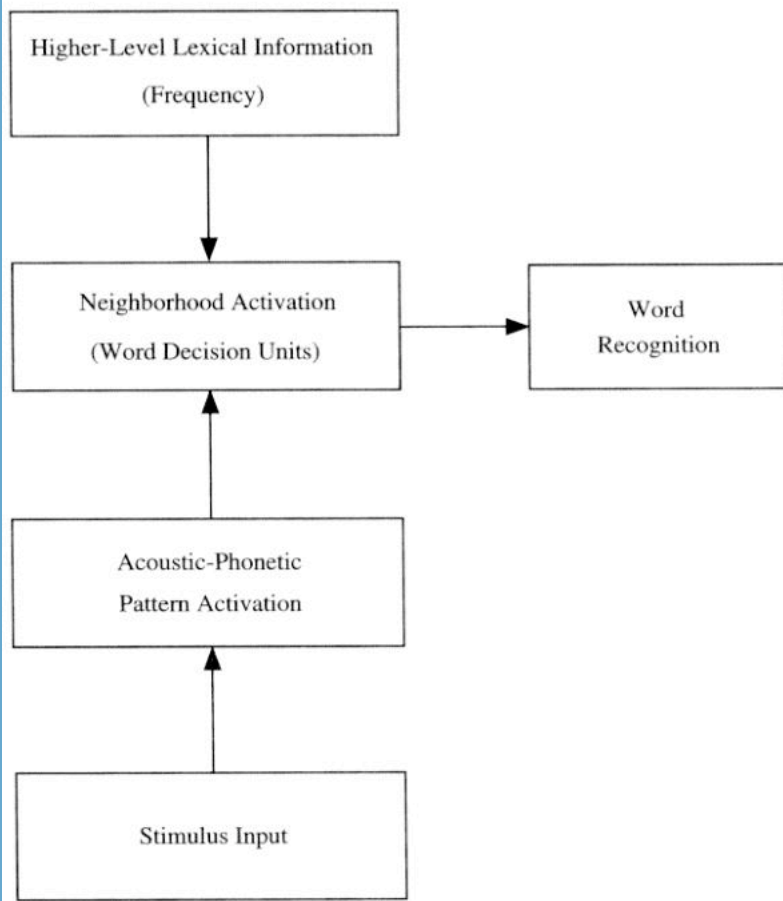 Higher-Level Lexical Information
(Frequency)
Neighborhood Activation
(Word Decision Units)
Word
Recognition
Acoustic-Phonetic
Pattern Activation
Stimulus Input